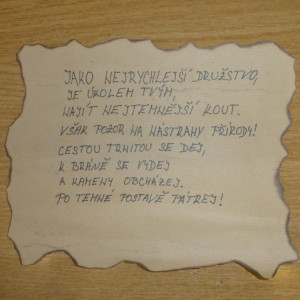 JAKO NEJRYCHLEJŠÍ DRUŽSTVO,
JE ÚKOLEM TVÝM,
NAJÍT NEJTEMNĚJŠÍ KOUT.
VŠAK POZOR NA NÁSTRAHY PŘÍRODY!
CESTOU TRNITOU SE DEJ,
K BRÁNĚ SE VYDEJ
A KAMENY OBCHÁZEJ.
PO TEMNÉ POSTAVĚ PÁTREJ!